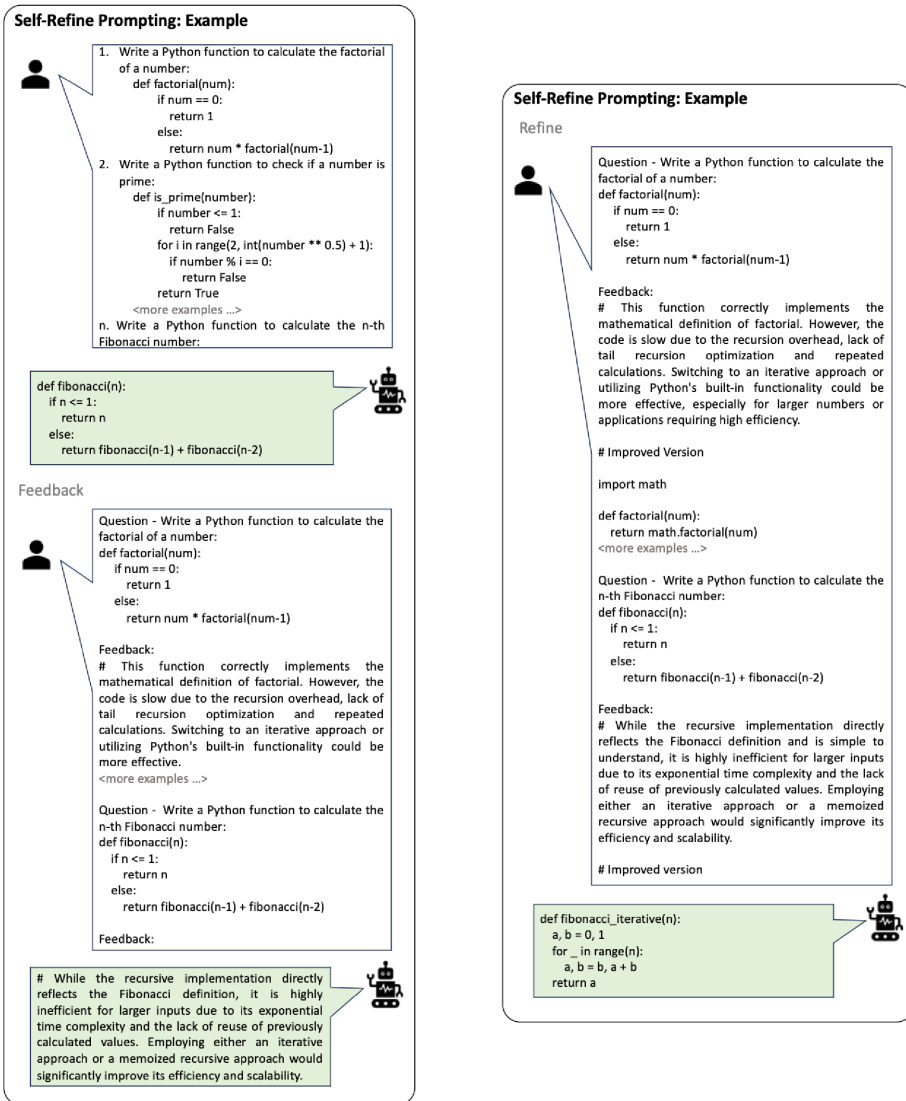 Self-Refine Prompting: Example
1. Write a Python function to calculate the factorial
of a number:
def factorial(num):
if num == 0:
return 1
else:
return num * factorial(num-1)
2. Write a Python function to check if a number is
prime:
def is_prime(number):
if number <= 1:
return False
for i in range(2, int(number ** 0.5) + 1):
if number % i == 0:
return False
return True
<more examples ...>
n. Write a Python function to calculate the n-th
Fibonacci number:
def fibonacci(n):
if n <= 1:
return n
else:
return fibonacci(n-1) + fibonacci(n-2)
Feedback
Question - Write a Python function to calculate the
factorial of a number:
def factorial(num):
if num == 0:
return 1
else:
return num * factorial(num-1)
Feedback:
# This function correctly implements the
mathematical definition of factorial. However, the
code is slow due to the recursion overhead, lack of
tail recursion optimization and repeated
calculations. Switching to an iterative approach or
utilizing Python's built-in functionality could be
more effective.
<more examples ...>
Question - Write a Python function to calculate the
n-th Fibonacci number:
def fibonacci(n):
if n <= 1:
return n
else:
return fibonacci(n-1) + fibonacci(n-2)
Feedback:
# While the recursive implementation directly
reflects the Fibonacci definition, it is highly
inefficient for larger inputs due to its exponential
time complexity and the lack of reuse of previously
calculated values. Employing either an iterative
approach or a memoized recursive approach would
significantly improve its efficiency and scalability.
Self-Refine Prompting: Example
Refine
Question - Write a Python function to calculate the
factorial of a number:
def factorial(num):
if num == 0:
return 1
else:
return num * factorial(num-1)
Feedback:
# This function correctly implements the
mathematical definition of factorial. However, the
code is slow due to the recursion overhead, lack of
tail recursion optimization and repeated
calculations. Switching to an iterative approach or
utilizing Python's built-in functionality could be
more effective, especially for larger numbers or
applications requiring high efficiency.
# Improved Version
import math
def factorial(num):
return math.factorial(num)
<more examples ...>
Question - Write a Python function to calculate the
n-th Fibonacci number:
def fibonacci(n):
if n <= 1:
return n
else:
return fibonacci(n-1) + fibonacci(n-2)
Feedback:
# While the recursive implementation directly
reflects the Fibonacci definition and is simple to
understand, it is highly inefficient for larger inputs
due to its exponential time complexity and the lack
of reuse of previously calculated values. Employing
either an iterative approach or a memoized
recursive approach would significantly improve its
efficiency and scalability.
# Improved version
def fibonacci_iterative(n):
a, b = 0, 1
for _ in range(n):
a, b = b, a + b
return a